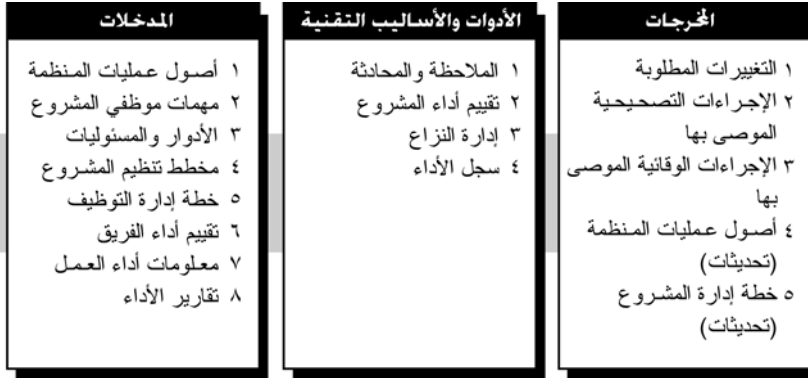 المدخلات
١ أصول عمليات المنظمة
٢ مهمات موظفي المشروع
٣ الأدوار والمسئوليات
٤ مخطط تنظيم المشروع
٥ خطة إدارة التوظيف
٦ تقييم أداء الفريق
٧ معلومات أداء العمل
٨ تقارير الأداء
الأدوات والأساليب التقنية
١ الملاحظة والمحادثة
٢ تقييم أداء المشروع
٣ إدارة النزاع
٤ سجل الأداء
المخرجات
١ التغييرات المطلوبة
٢ الإجراءات التصحيحية
الموصى بها
٣ الإجراءات الوقائية الموصى
بها
٤ أصول عمليات المنظمة
(تحديثات)
٥ خطة إدارة المشروع
(تحديثات)